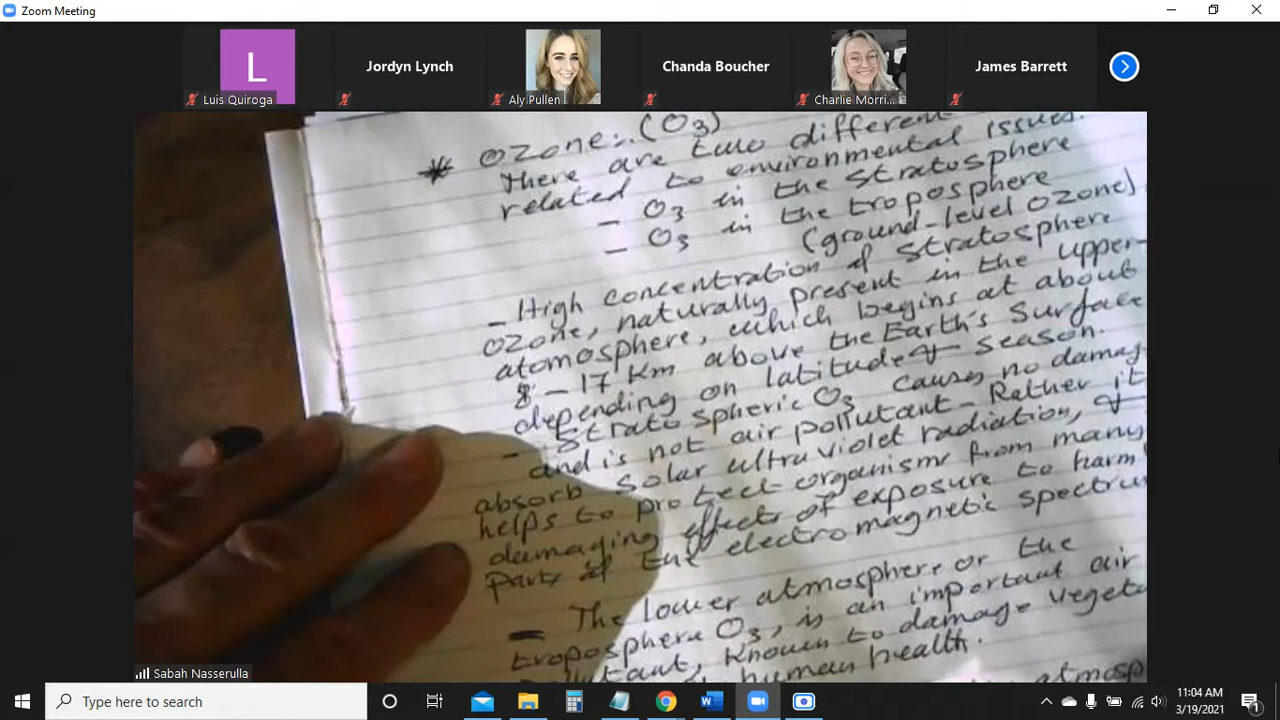 Zoom Meeting
L
Luis Quiroga
Jordyn Lynch
Aly Pullen
Chanda Boucher
Charlie Morri...
James Barrett
* Ozone:. (O3)
There are two different
related to environmental issues.
- O3 in the stratosphere
- O3 in the troposphere
(ground-level Ozone)
- High concentration of Stratosphere
Ozone, naturally present in the upper-
atomosphere, which begins at about
8 - 17 Km above the Earth's Surface
depending on latitude & season.
- Stratospheric O3 causes no damag
and is not air pollutant - Rather it
absorb solar ultraviolet radiation, &
helps to protect organisms from many
damaging effects of exposure to harm
parts of the electromagnetic spectru
- The lower atmosphere or the
troposphere O3, is an important air
Known to damage vegeta
human health.
atmosp
Sabah Nasserulla
Type here to search
11:04 AM
3/19/2021
1